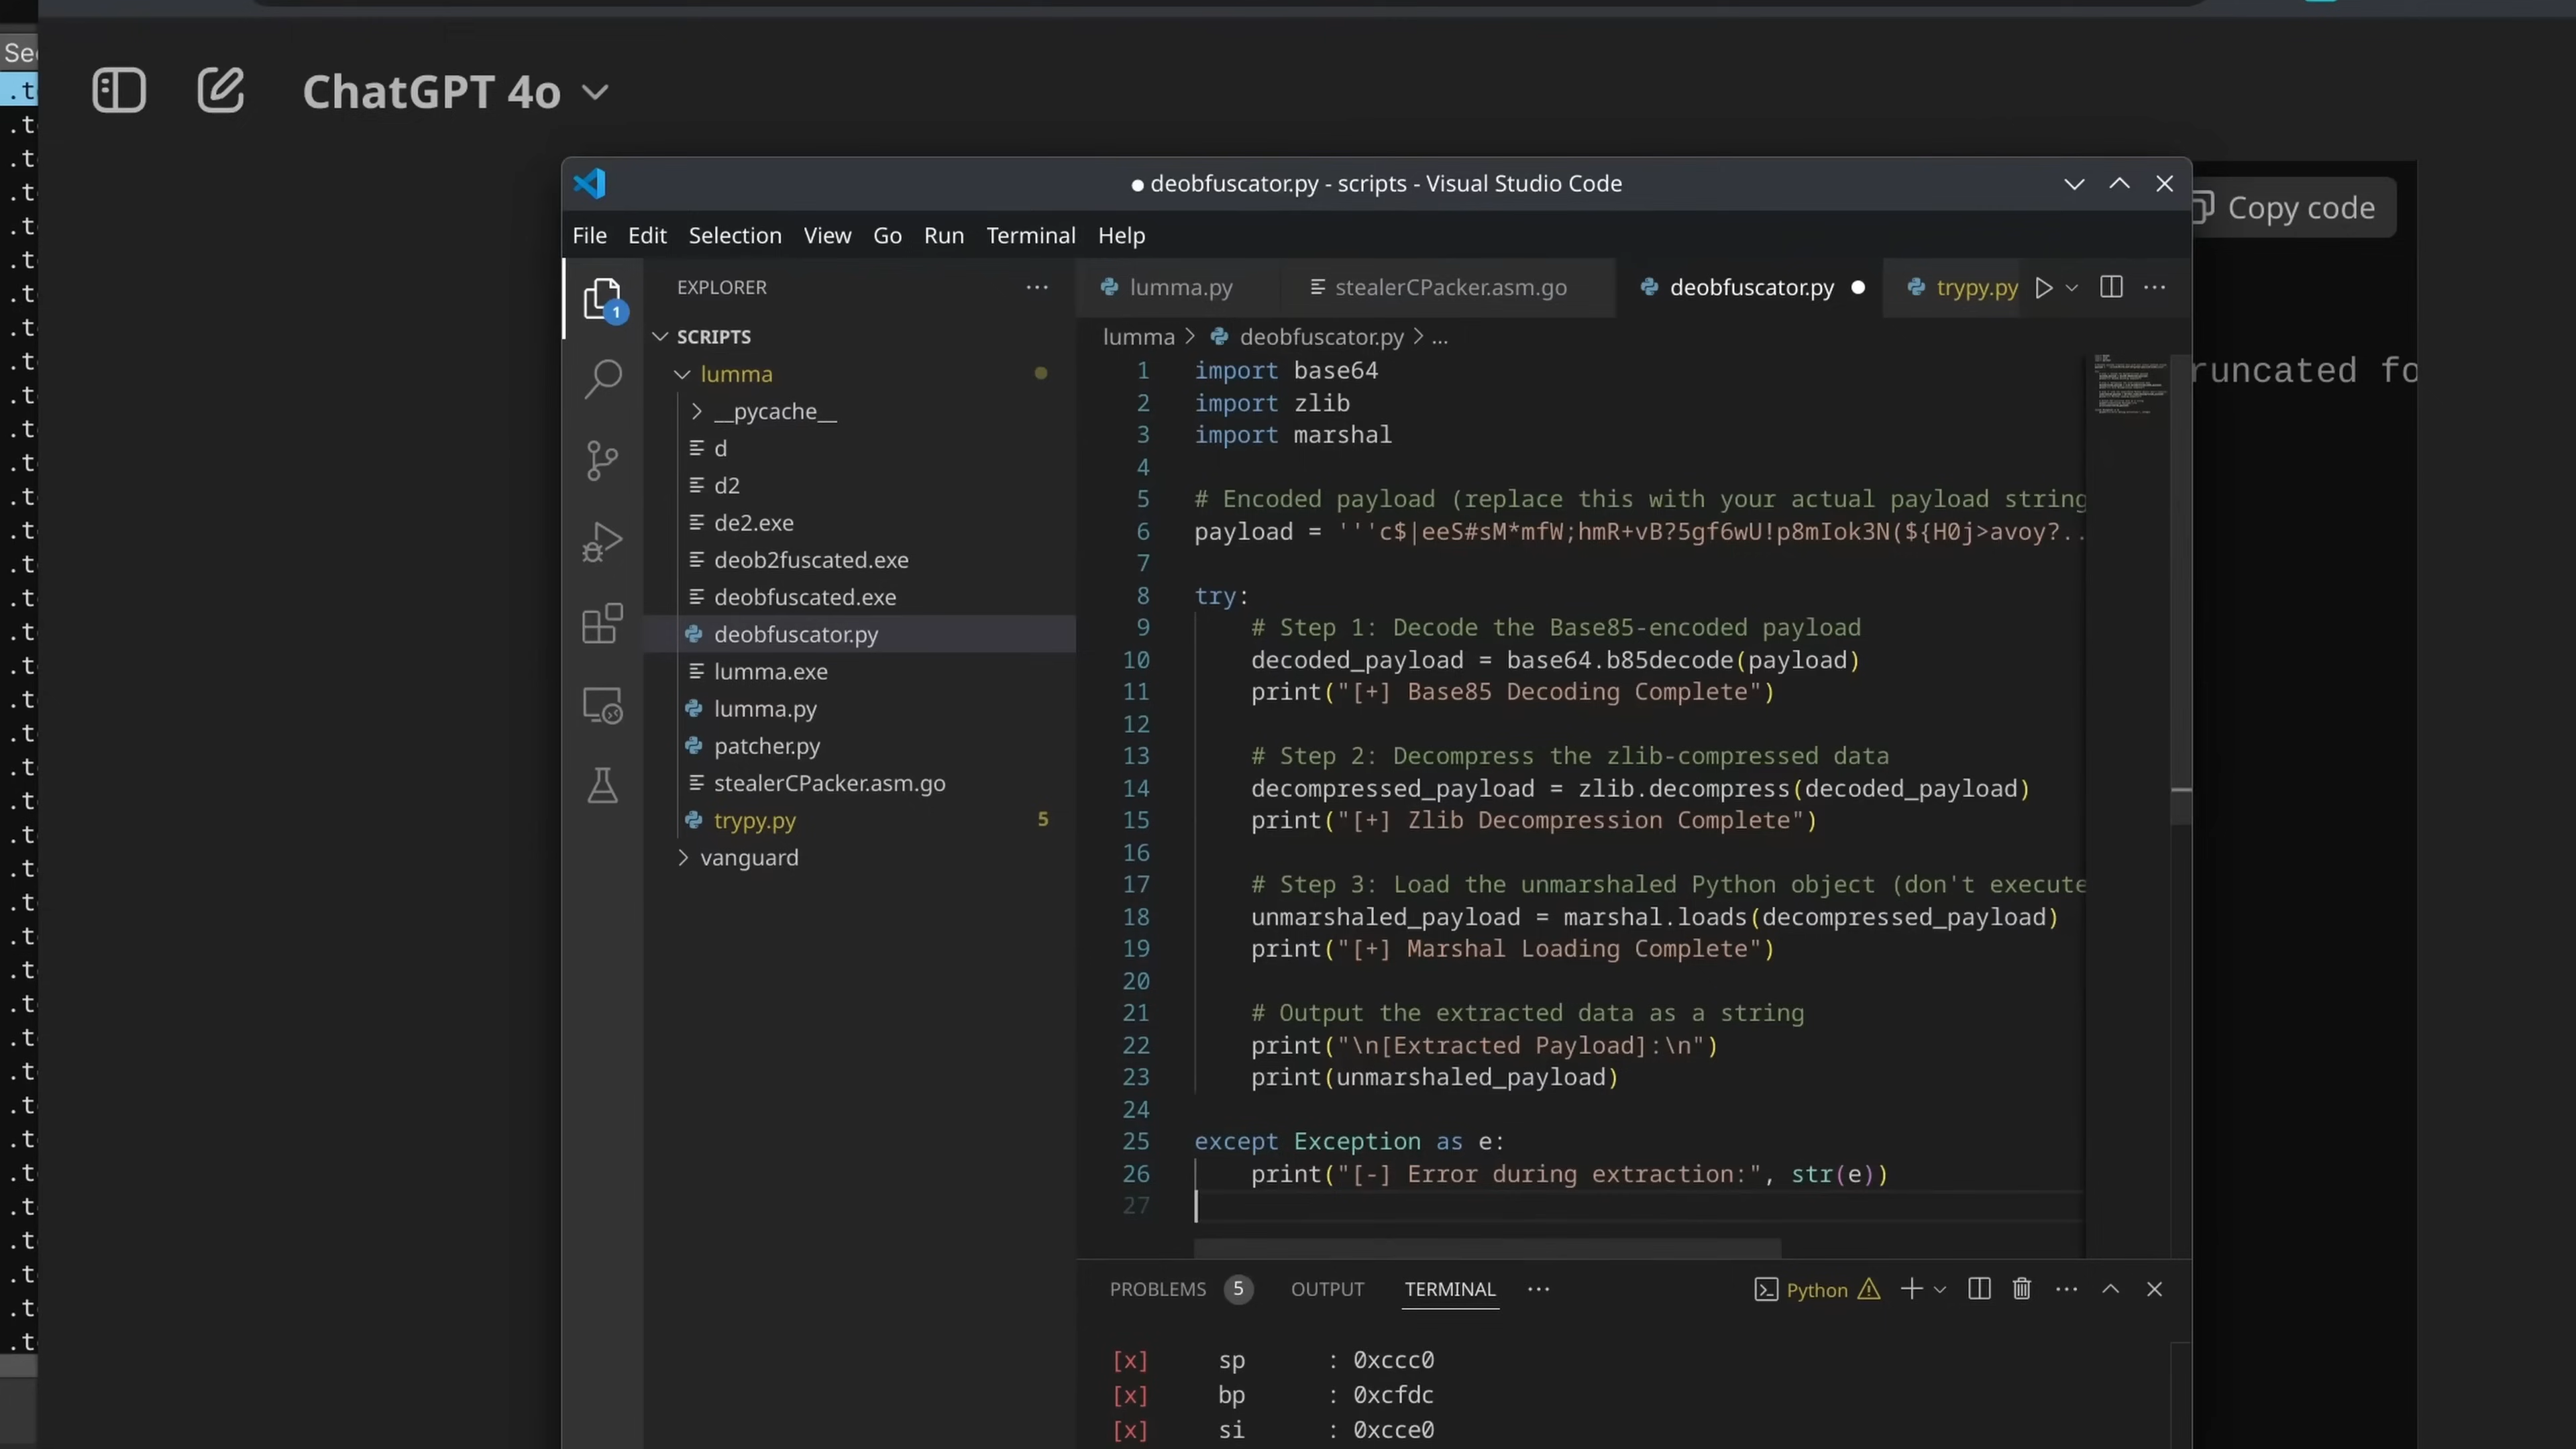 ChatGPT 4o
deobfuscator.py - scripts - Visual Studio Code
Copy code
File Edit Selection View Go Run Terminal Help
EXPLORER
SCRIPTS
lumma
__pycache__
d
d2
de2.exe
deob2fuscated.exe
deobfuscated.exe
deobfuscator.py
lumma.exe
lumma.py
patcher.py
stealerCPacker.asm.go
trypy.py 5
vanguard
1
lumma.py stealerCPacker.asm.go deobfuscator.py trypy.py
lumma > deobfuscator.py > ...
1 import base64
2 import zlib
3 import marshal
4
5 # Encoded payload (replace this with your actual payload string
6 payload = '''c$|eeS#sM*mfW;hmR+vB?5gf6wU!p8mIok3N(${H0j>avoy?..
7
8 try:
9 # Step 1: Decode the Base85-encoded payload
10 decoded_payload = base64.b85decode(payload)
11 print("[+] Base85 Decoding Complete")
12
13 # Step 2: Decompress the zlib-compressed data
14 decompressed_payload = zlib.decompress(decoded_payload)
15 print("[+] Zlib Decompression Complete")
16
17 # Step 3: Load the unmarshaled Python object (don't execute
18 unmarshaled_payload = marshal.loads(decompressed_payload)
19 print("[+] Marshal Loading Complete")
20
21 # Output the extracted data as a string
22 print("\n[Extracted Payload]:\n")
23 print(unmarshaled_payload)
24
25 except Exception as e:
26 print("[-] Error during extraction:", str(e))
27
PROBLEMS 5 OUTPUT TERMINAL ... Python
[x] sp : 0xccc0
[x] bp : 0xcfdc
[x] si : 0xcce0